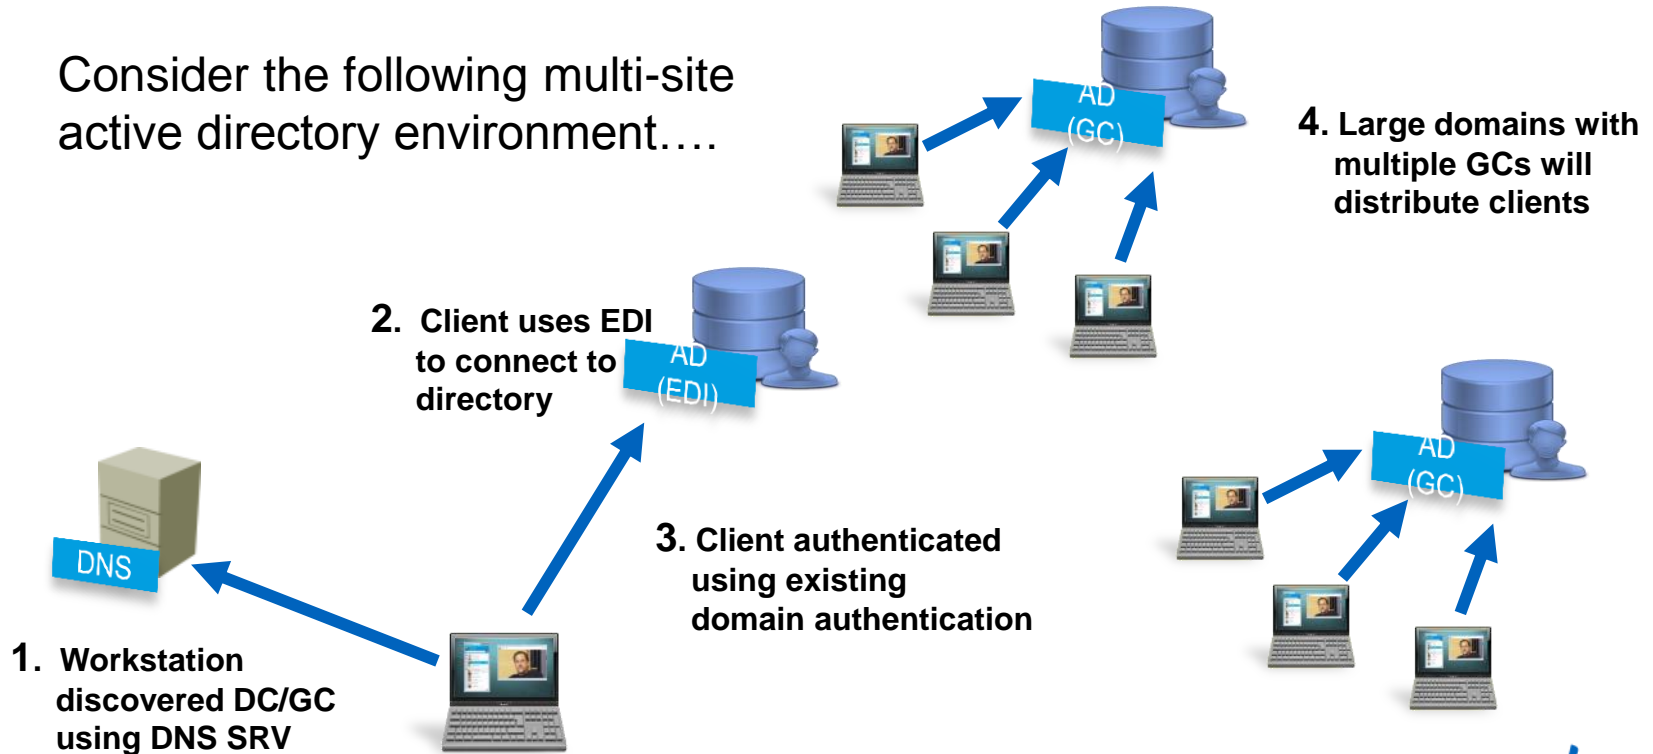 Consider the following multi-site
active directory environment….
AD
(GC)
4. Large domains with
multiple GCs will
distribute clients
2. Client uses EDI
to connect to
directory
AD
(EDI)
AD
(GC)
3. Client authenticated
using existing
domain authentication
DNS
1. Workstation
discovered DC/GC
using DNS SRV